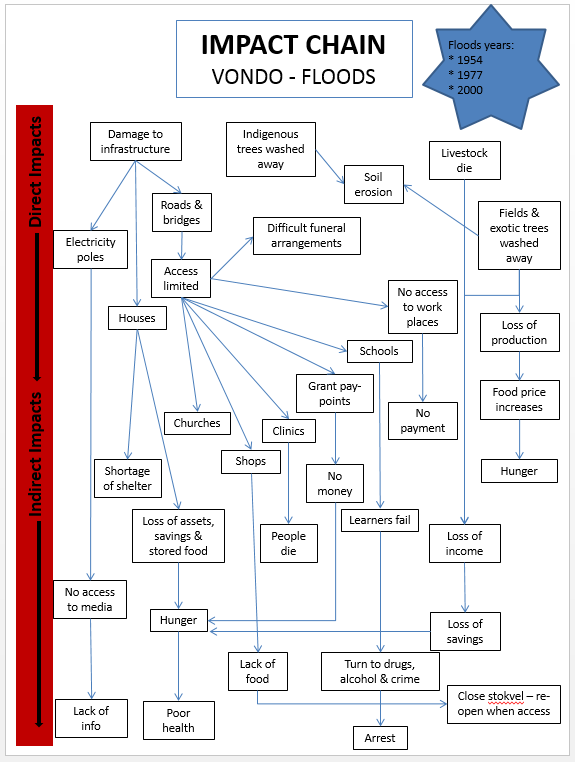 IMPACT CHAIN
VONDO - FLOODS
Floods years:
* 1954
* 1977
* 2000
Direct Impacts
Indirect Impacts
Damage to
infrastructure
Indigenous
trees washed
away
Livestock
die
Soil
erosion
Roads &
bridges
Fields &
exotic trees
washed
away
Electricity
poles
Difficult funeral
arrangements
Access
limited
No access
to work
places
Houses
Loss of
production
Schools
Grant pay-
points
Food price
increases
Churches
Clinics
No
payment
Shops
Hunger
Shortage
of shelter
No
money
Loss of assets,
savings &
stored food
People
die
Learners fail
Loss of
income
No access
to media
Hunger
Loss of
savings
Lack of
food
Turn to drugs,
alcohol & crime
Close stokvel – re-
open when access
Lack of
info
Poor
health
Arrest